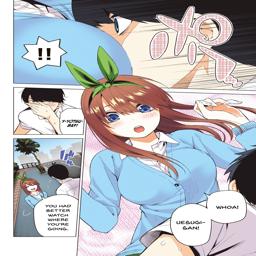 !!
Y-YOTSU-
BA?!
WHOA!
UESUGI-
SAN!
YOU HAD
BETTER
WATCH
WHERE
YOU'RE
GOING.